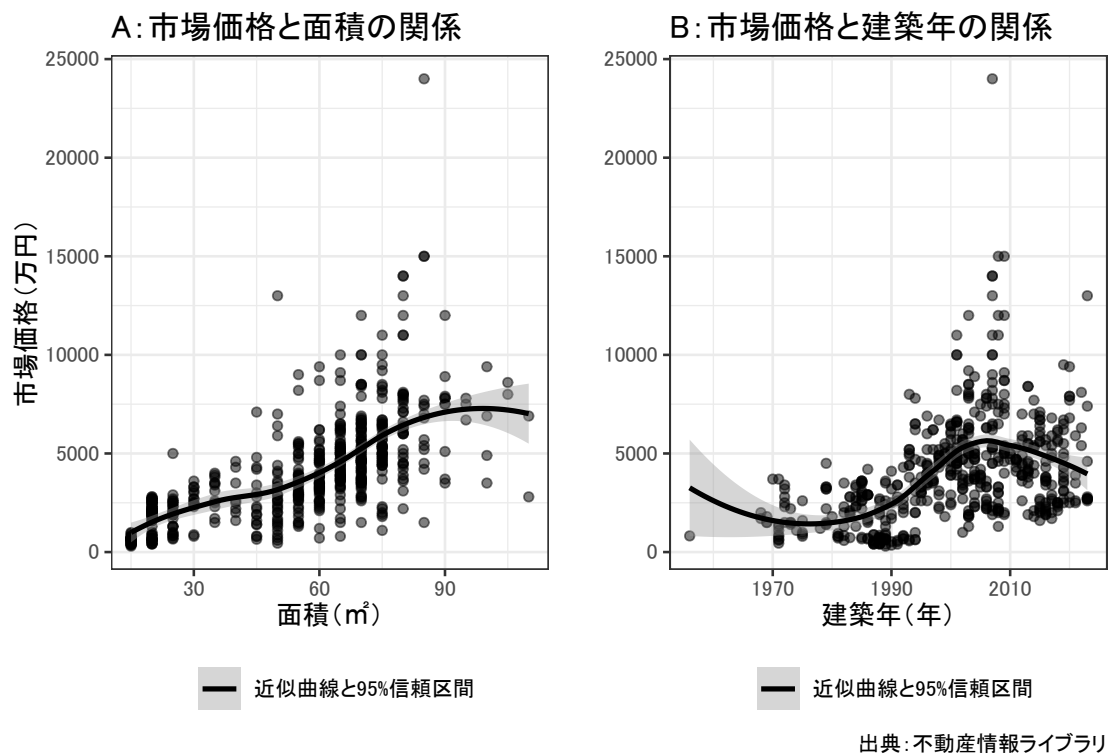 A:市場価格と面積の関係
市場価格(万円)
25000
20000
15000
10000
5000
0
30
60
90
面積(㎡)
近似曲線と95%信頼区間
B:市場価格と建築年の関係
25000
20000
15000
10000
5000
0
1970
1990
2010
建築年(年)
近似曲線と95%信頼区間
出典:不動産情報ライブラリ